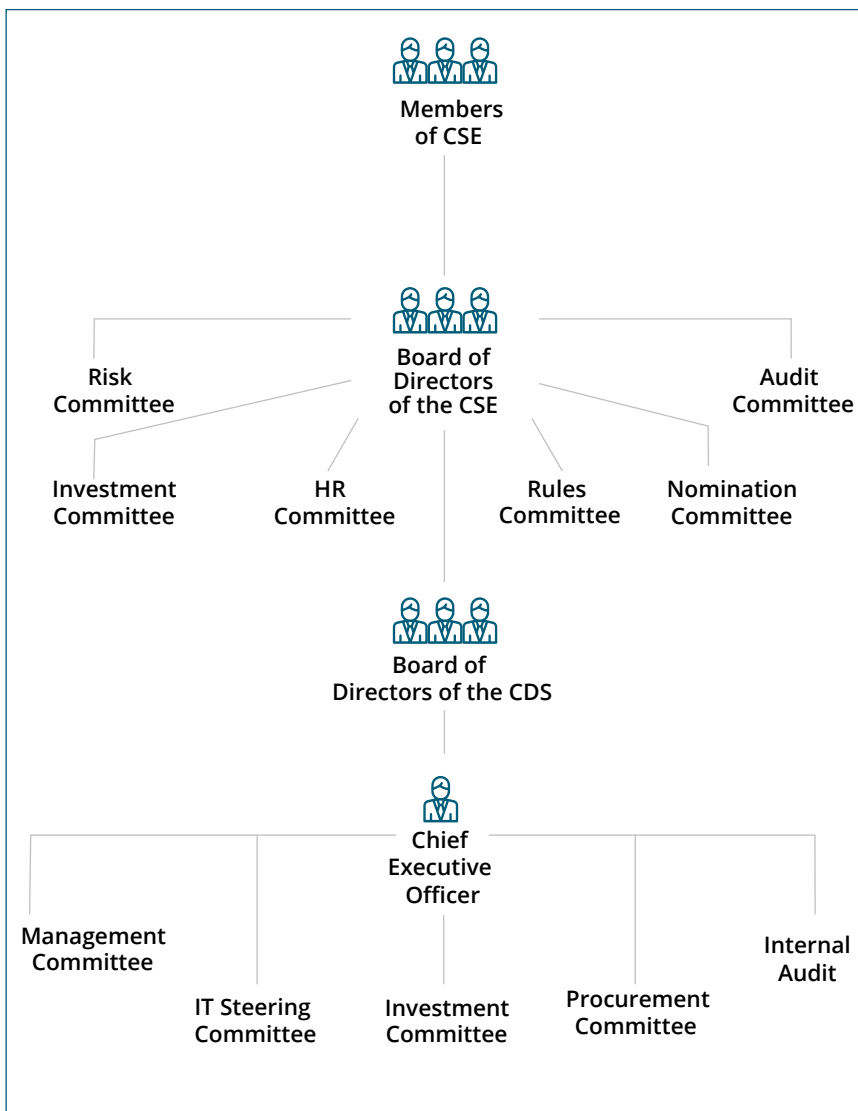 Members
of CSE
Board of
Directors
of the CSE
Risk
Committee
Audit
Committee
Investment
Committee
HR
Committee
Rules
Committee
Nomination
Committee
Board of
Directors of the CDS
Chief
Executive
Officer
Management
Committee
IT Steering
Committee
Investment
Committee
Procurement
Committee
Internal
Audit